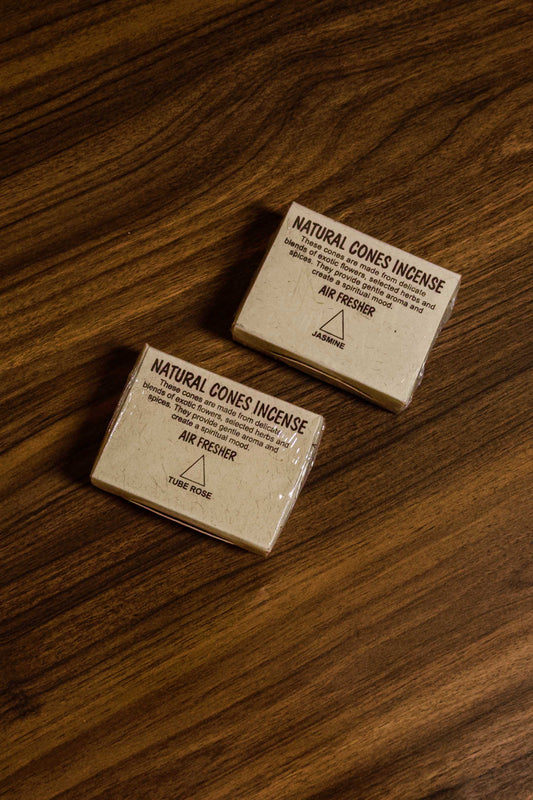 NATURAL CONES INCENSE
These cones are made from delicate
blends of exotic flowers, selected herbs and
spices. They provide gentle aroma and
create a spiritual mood.
AIR FRESHER
JASMINE
NATURAL CONES INCENSE
These cones are made from delicate
blends of exotic flowers, selected herbs and
spices. They provide gentle aroma and
create a spiritual mood.
AIR FRESHER
TUBE ROSE